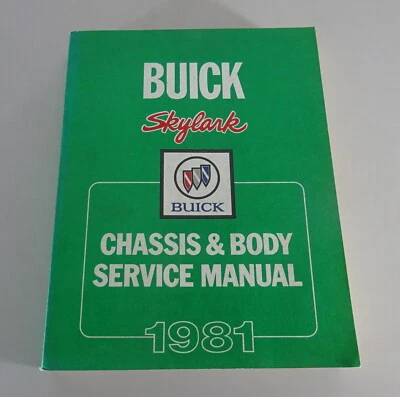 BUICK
Skylark
BUICK
CHASSIS & BODY
SERVICE MANUAL
1981